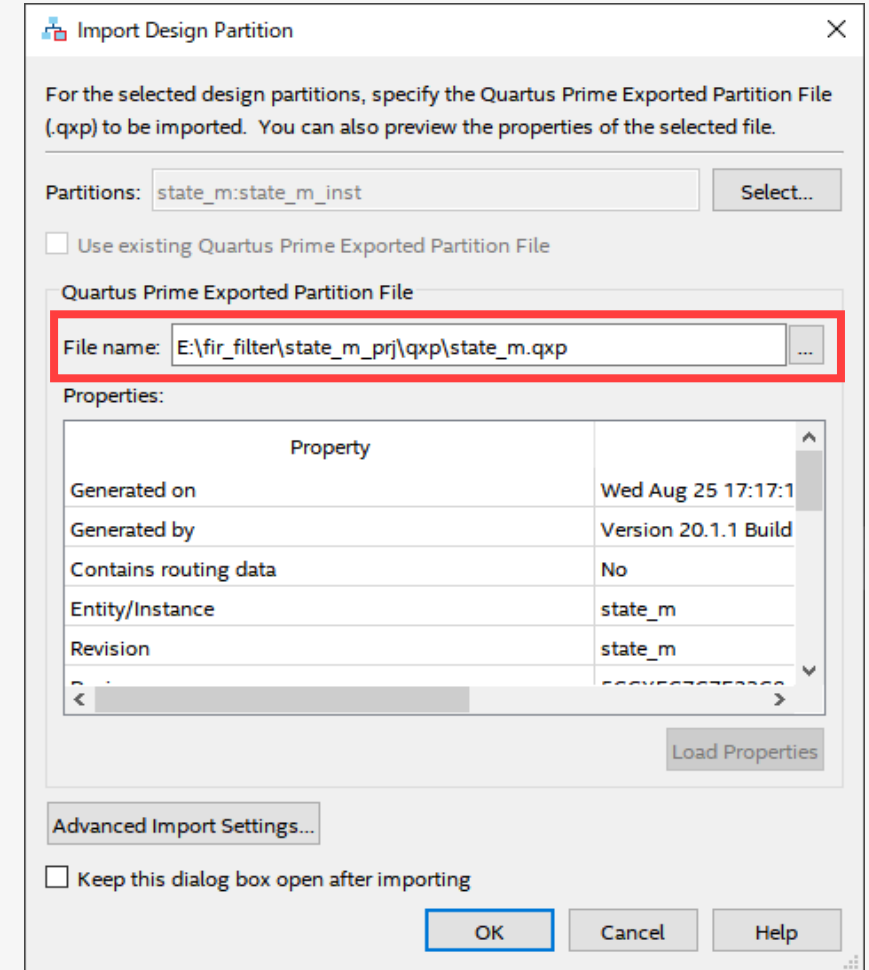 Import Design Partition
For the selected design partitions, specify the Quartus Prime Exported Partition File
(.qxp) to be imported. You can also preview the properties of the selected file.
Partitions: state_m:state_m_inst Select...
Use existing Quartus Prime Exported Partition File
Quartus Prime Exported Partition File
File name: E:\fir_filter\state_m_prj\qxp\state_m.qxp ...
Properties:
Property
Generated on Wed Aug 25 17:17:1
Generated by Version 20.1.1 Build
Contains routing data No
Entity/Instance state_m
Revision state_m
Load Properties
Advanced Import Settings...
Keep this dialog box open after importing
OK Cancel Help